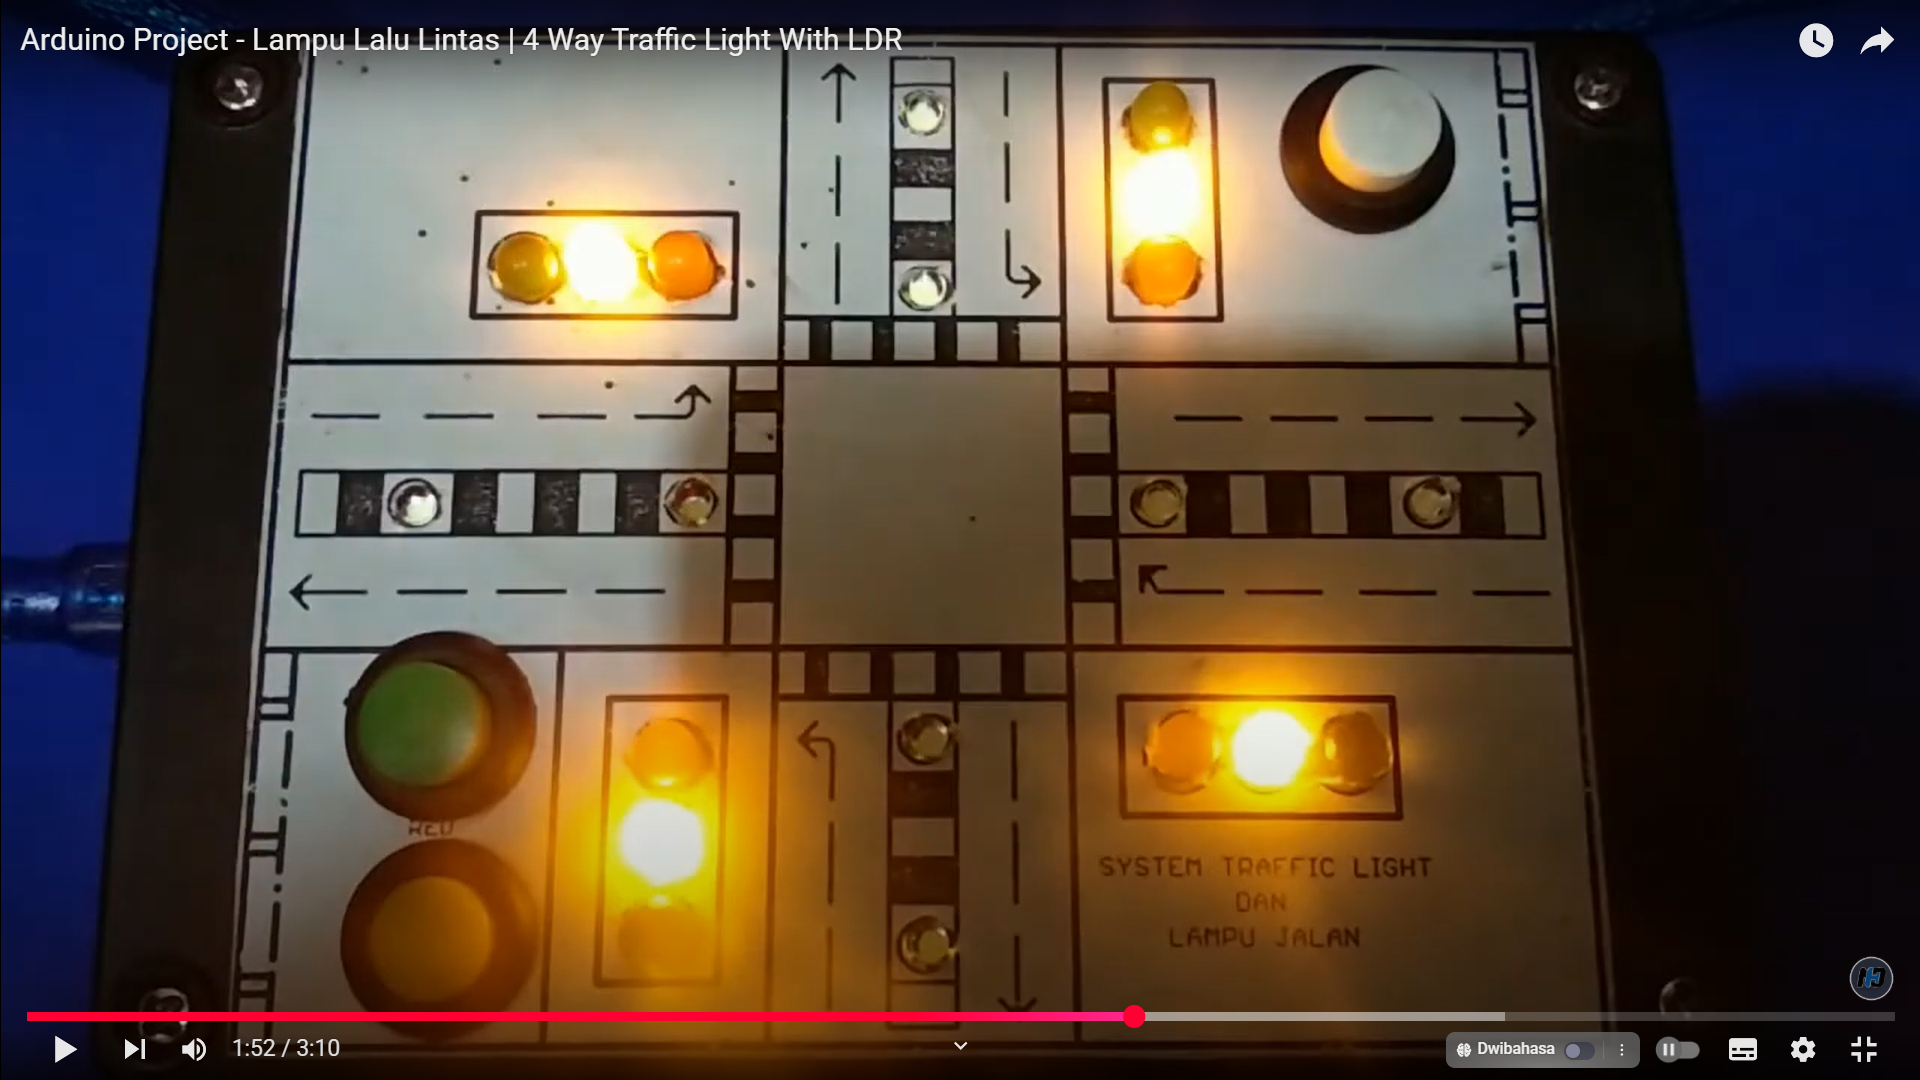 Arduino Project - Lampu Lalu Lintas | 4 Way Traffic Light With LDR
RED
SYSTEM TRAFFIC LIGHT
DAN
LAMPU JALAN
1:52 / 3:10
Dwibahasa